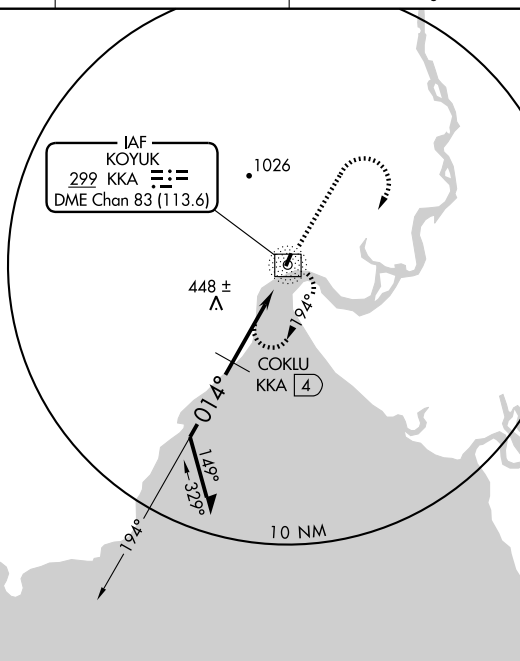 IAF
KOYUK
299 KKA
DME Chan 83 (113.6)
1026
448 ±
194°
COKLU
KKA 4
014°
149°
329°
194°
10 NM